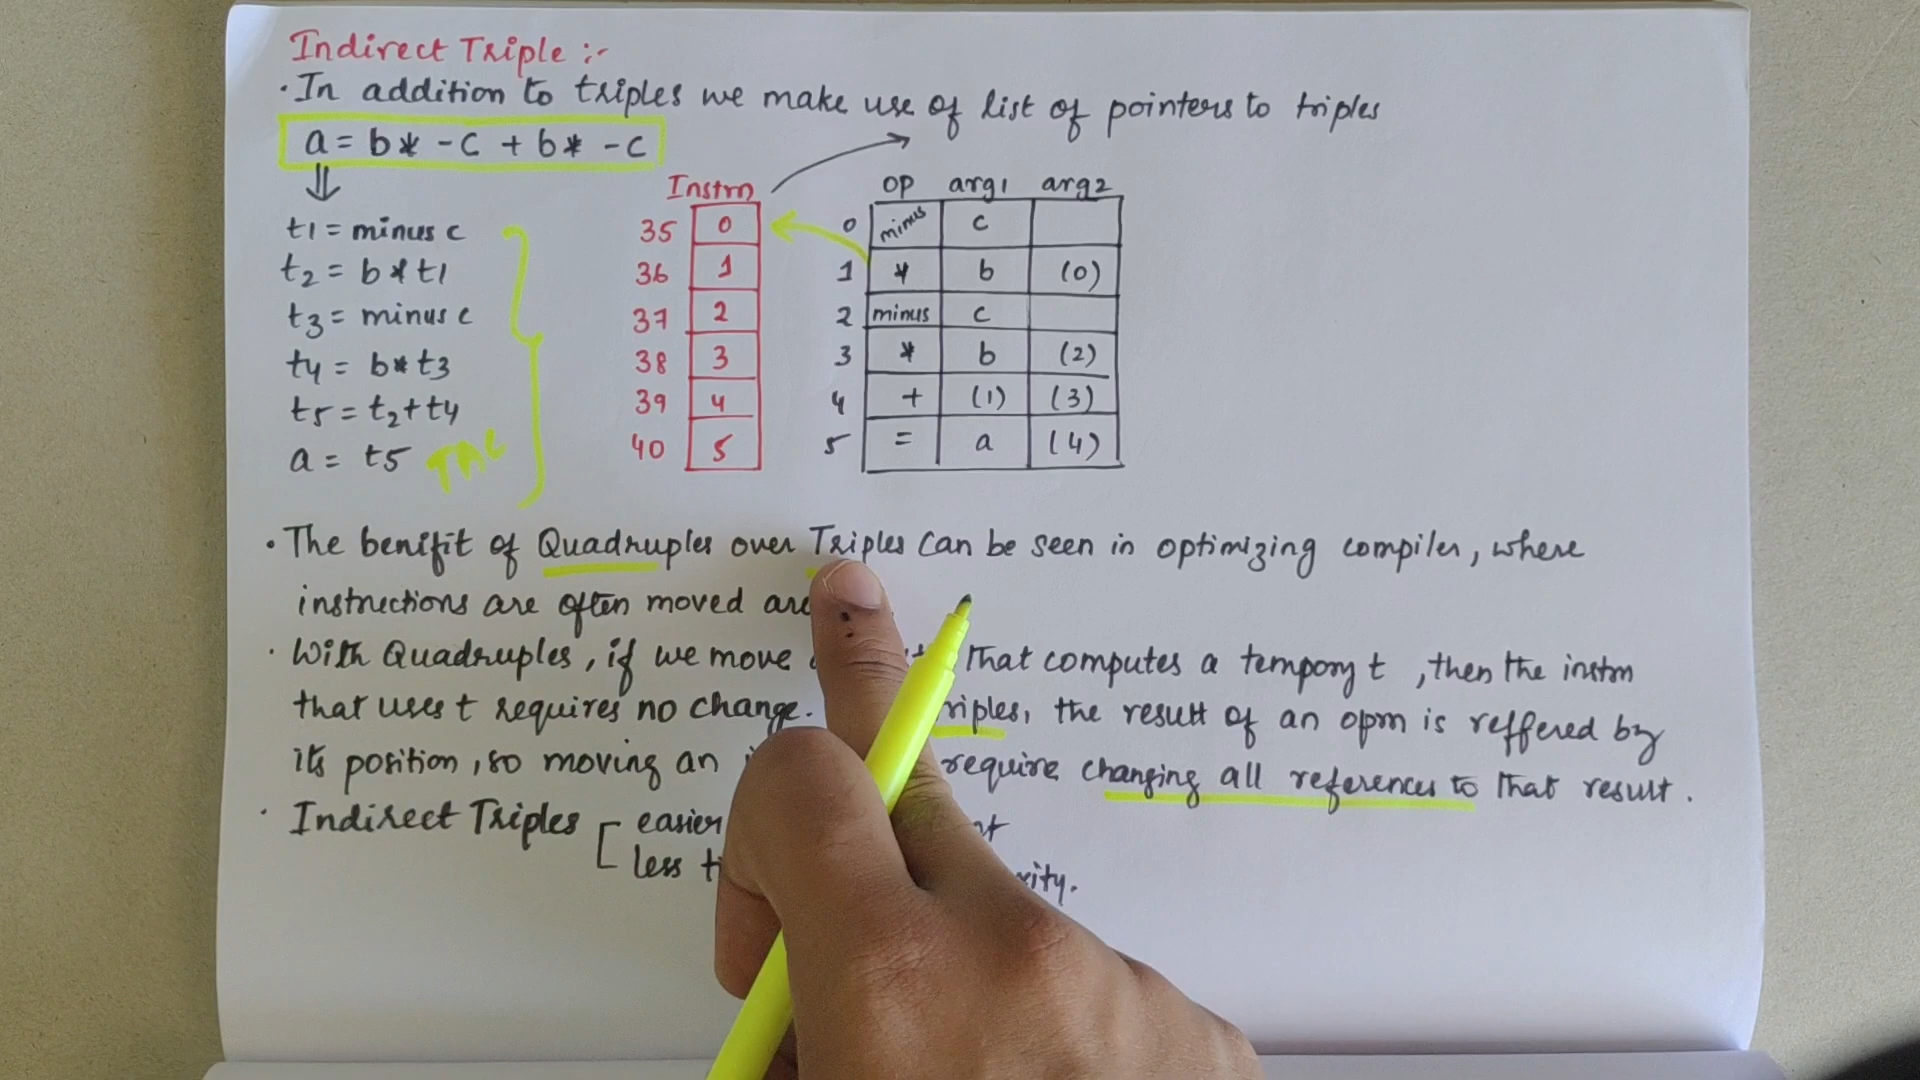 Indirect Triple :-
• In addition to triples we make use of list of pointers to triples
a = b * - c + b * - c
⇓
t1 = minus c
t2 = b * t1
t3 = minus c
t4 = b * t3
t5 = t2 + t4
a = t5
TAC
Instrn
35 0
36 1
37 2
38 3
39 4
40 5
op arg1 arg2
0 minus c
1 * b (0)
2 minus c
3 * b (2)
4 + (1) (3)
5 = a (4)
• The benifit of Quadruples over Triples can be seen in optimizing compiler, where
instructions are often moved
• With Quadruples, if we move that computes a tempory t , then the instrn
that uses t requires no change. the result of an oprn is reffered by
its position, so moving an require changing all references to that result .
• Indirect Triples [ easier
less